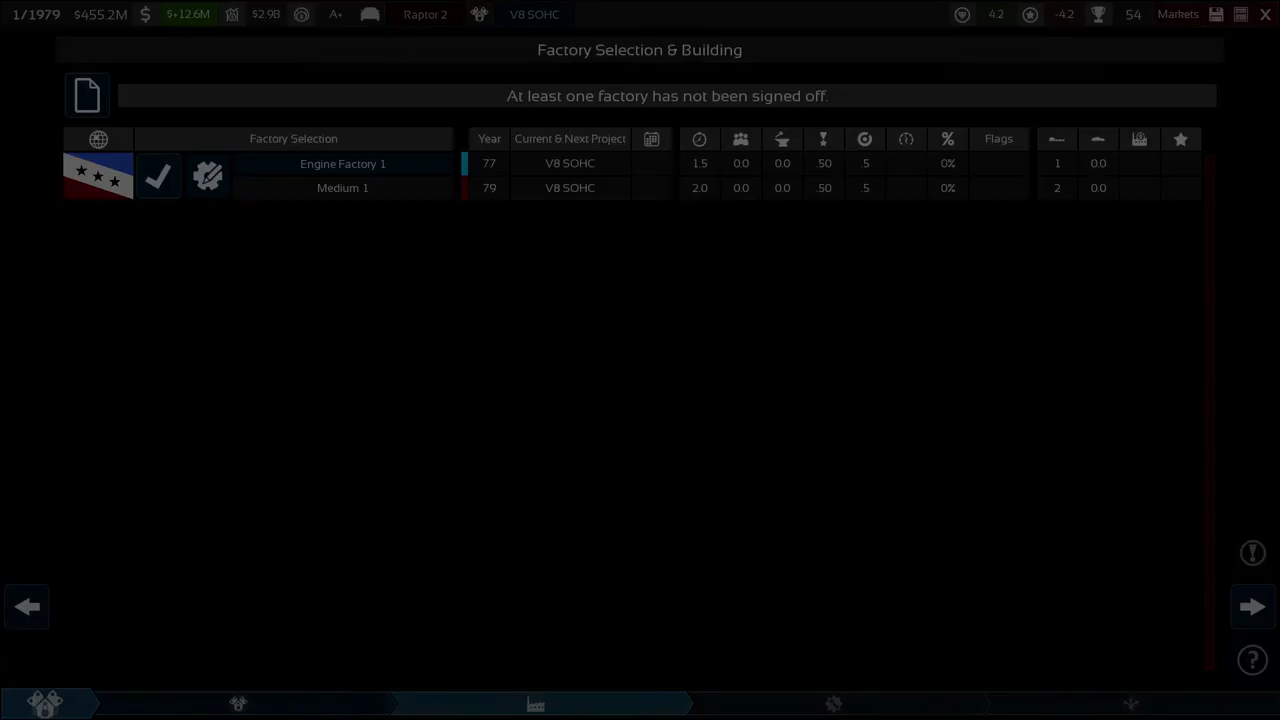 1/1979 $455.2M $ $+12.6M $2.9B A+ Raptor 2 V8 SOHC 4.2 -4.2 54 Markets X
Factory Selection & Building
At least one factory has not been signed off.
Factory Selection Year Current & Next Project % Flags
Engine Factory 1 77 V8 SOHC 1.5 0.0 0.0 .50 .5 0% 1 0.0
Medium 1 79 V8 SOHC 2.0 0.0 0.0 .50 .5 0% 2 0.0
!
?